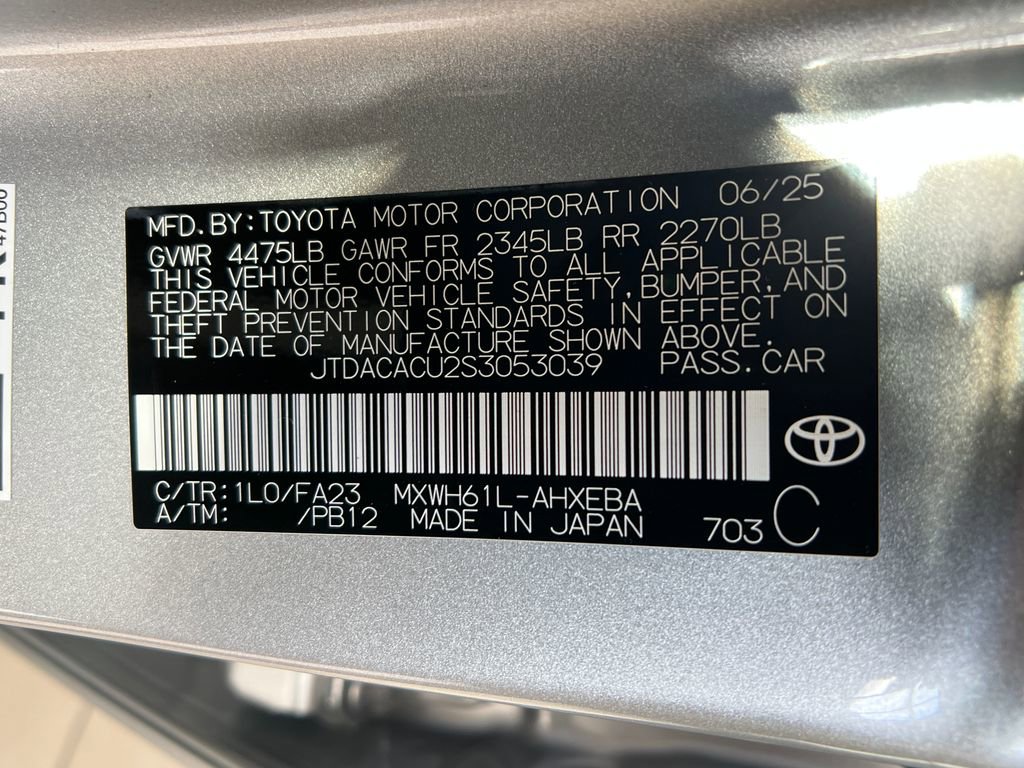 MFD.BY:TOYOTA MOTOR CORPORATION 06/25
GVWR 4475LB GAWR FR 2345LB RR 2270LB
THIS VEHICLE CONFORMS TO ALL APPLICABLE
FEDERAL MOTOR VEHICLE SAFETY,BUMPER,AND
THEFT PREVENTION STANDARDS IN EFFECT ON
THE DATE OF MANUFACTURE SHOWN ABOVE.
JTDACACU2S3053039 PASS.CAR
C/TR:1L0/FA23 MXWH61L-AHXEBA
A/TM: /PB12 MADE IN JAPAN 703 C